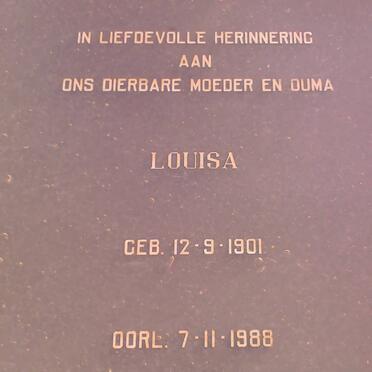 IN LIEFDEVOLLE HERINNERING
AAN
ONS DIERBARE MOEDER EN OUMA
LOUISA
GEB. 12-9-1901
OORL. 7-11-1988